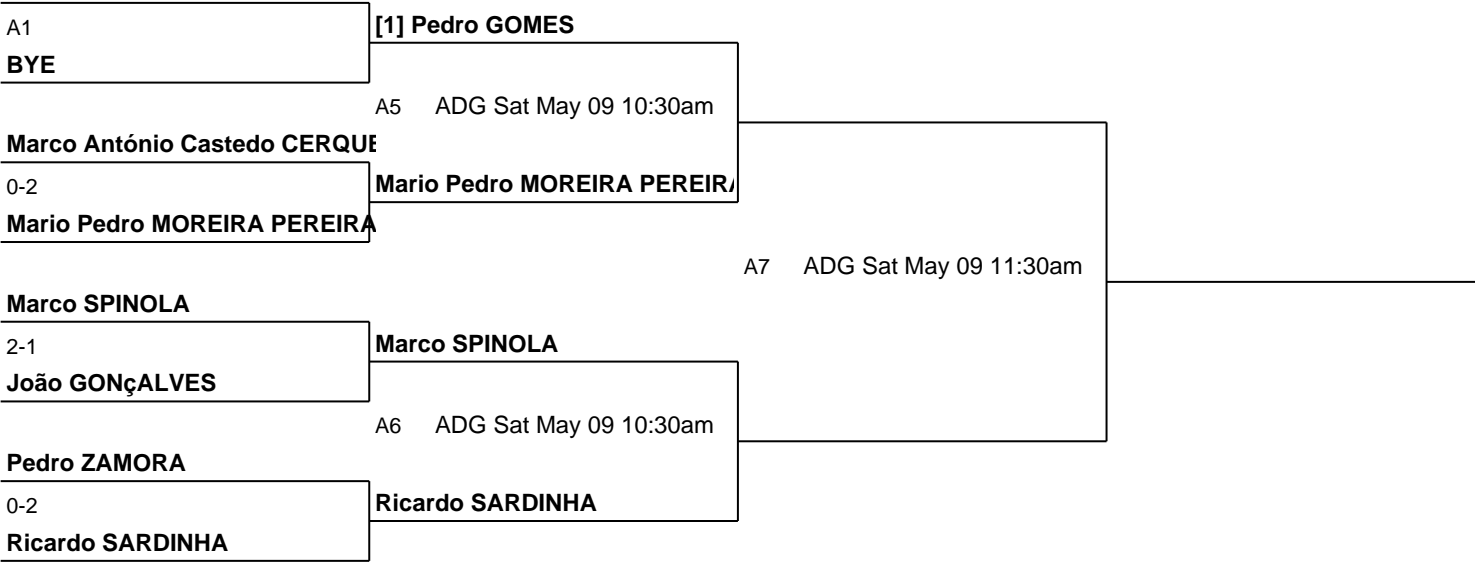 A1
BYE
[1] Pedro GOMES
A5 ADG Sat May 09 10:30am
Marco António Castedo CERQUE
0-2
Mario Pedro MOREIRA PEREIRA
Mario Pedro MOREIRA PEREIRA
A7 ADG Sat May 09 11:30am
Marco SPINOLA
2-1
João GONçALVES
Marco SPINOLA
A6 ADG Sat May 09 10:30am
Pedro ZAMORA
0-2
Ricardo SARDINHA
Ricardo SARDINHA